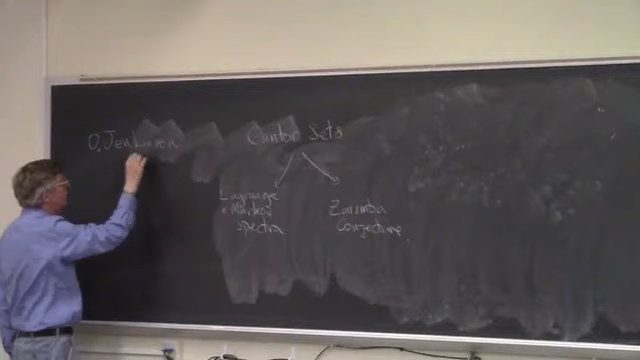 O. Jenkinson
Cantor Sets
Lagrange
& Markov
spectra
Zaremba
Conjecture